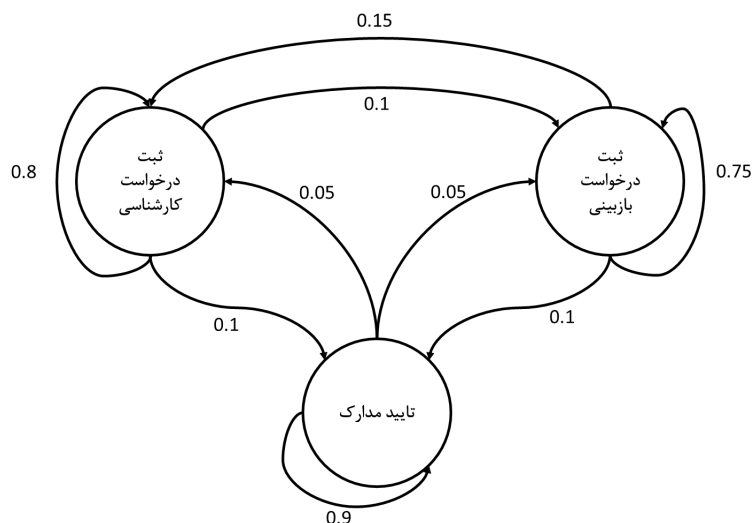 0.15
0.1
ثبت
درخواست
کارشناسی
ثبت
درخواست
بازبینی
0.8
0.75
0.05
0.05
0.1
0.1
تایید مدارک
0.9